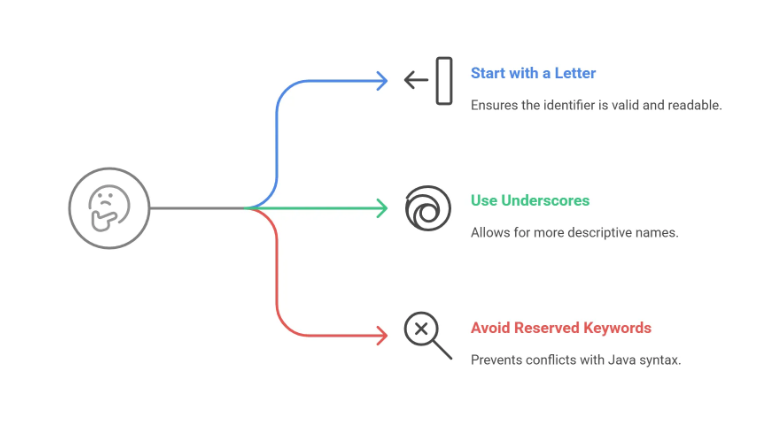 Start with a Letter
Ensures the identifier is valid and readable.
Use Underscores
Allows for more descriptive names.
Avoid Reserved Keywords
Prevents conflicts with Java syntax.